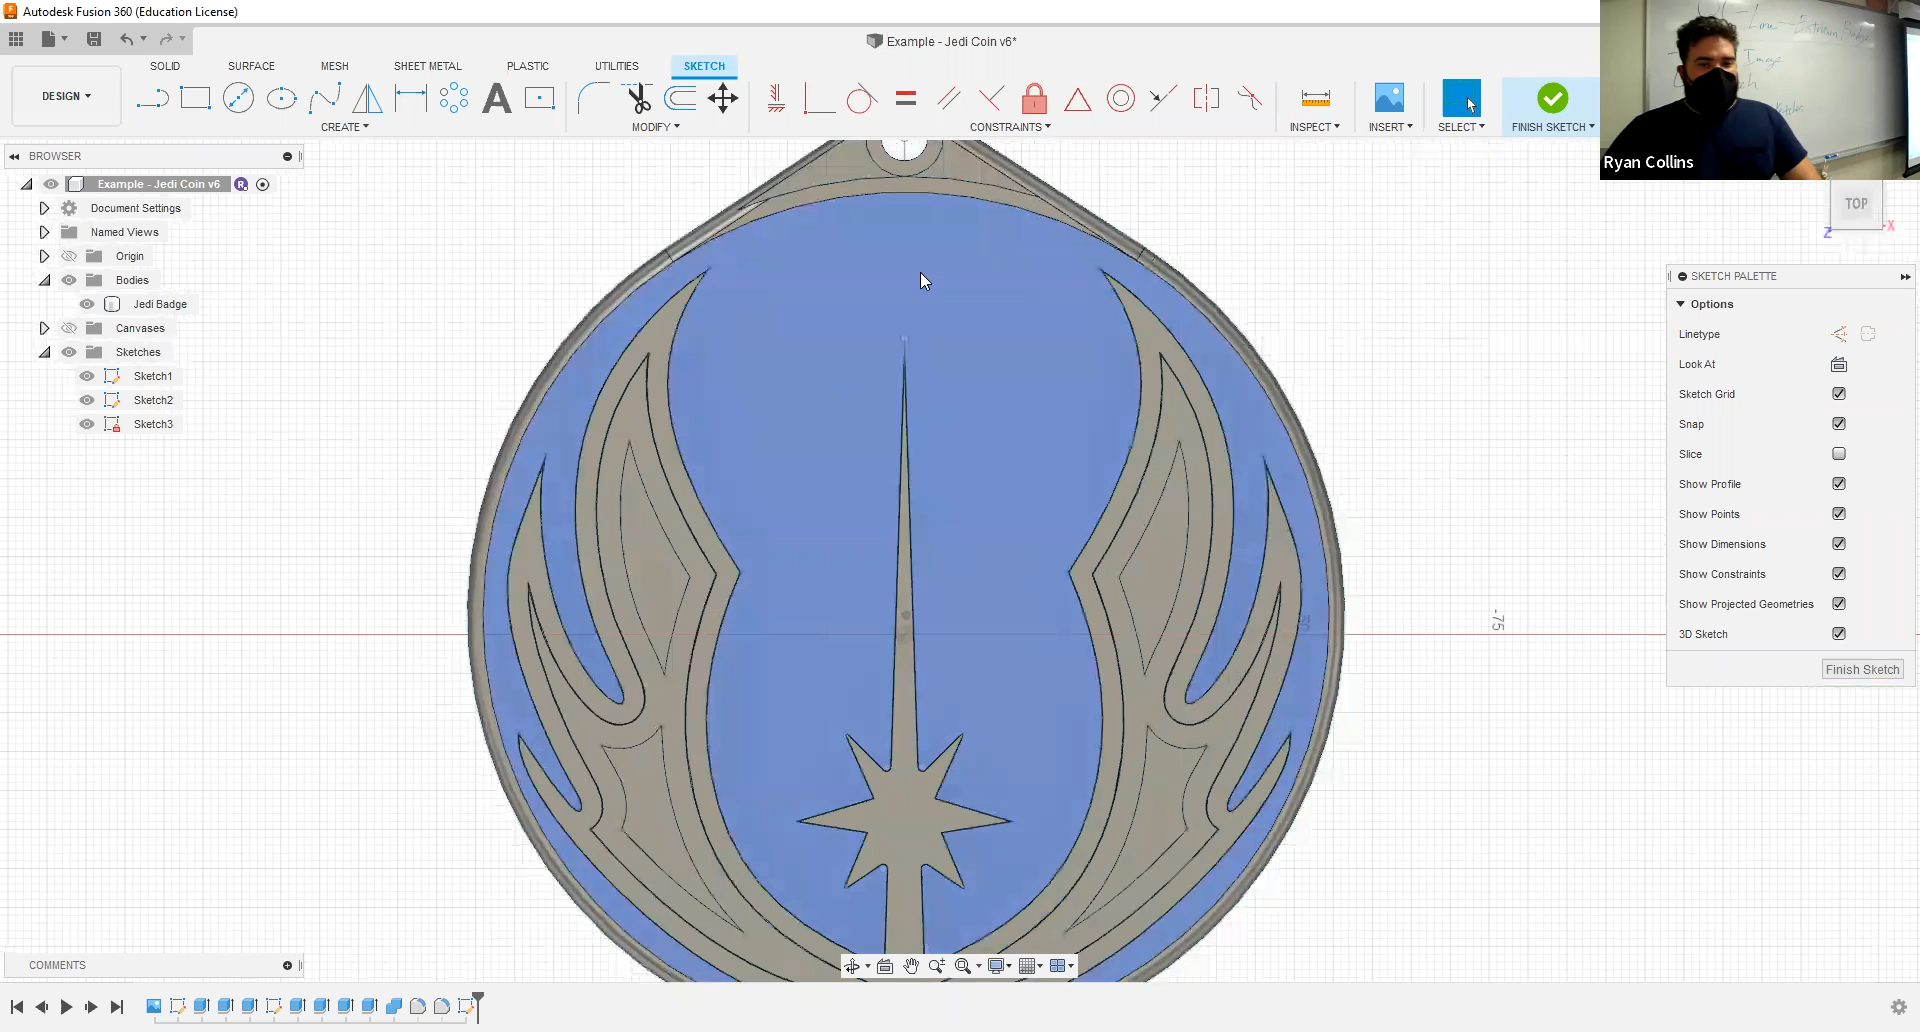 Autodesk Fusion 360 (Education License)
Example - Jedi Coin v6*
SOLID SURFACE MESH SHEET METAL PLASTIC UTILITIES SKETCH
DESIGN
CREATE MODIFY CONSTRAINTS INSPECT INSERT SELECT FINISH SKETCH
Ryan Collins
BROWSER
Example - Jedi Coin v6
Document Settings
Named Views
Origin
Bodies
Jedi Badge
Canvases
Sketches
Sketch1
Sketch2
Sketch3
TOP
Z
X
SKETCH PALETTE
Options
Linetype
Look At
Sketch Grid
Snap
Slice
Show Profile
Show Points
Show Dimensions
Show Constraints
Show Projected Geometries
3D Sketch
Finish Sketch
-75
COMMENTS